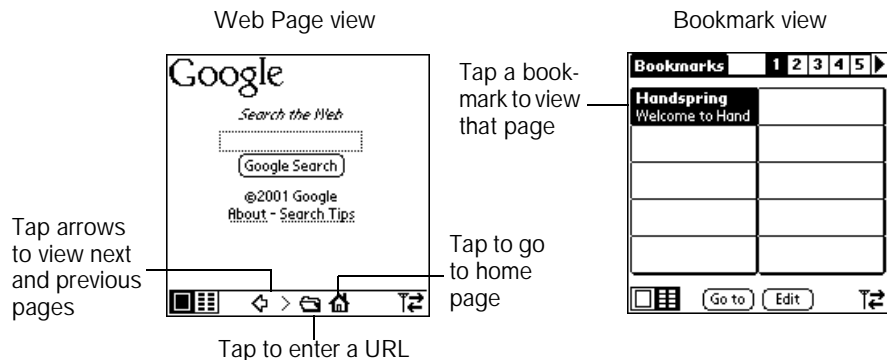 Web Page view
Bookmark view
Google
Search the Web
Google Search
©2001 Google
About - Search Tips
Tap arrows
to view next
and previous
pages
Tap to go
to home
page
Tap to enter a URL
Tap a book-
mark to view
that page
Bookmarks 1 2 3 4 5
Handspring
Welcome to Hand
Go to Edit